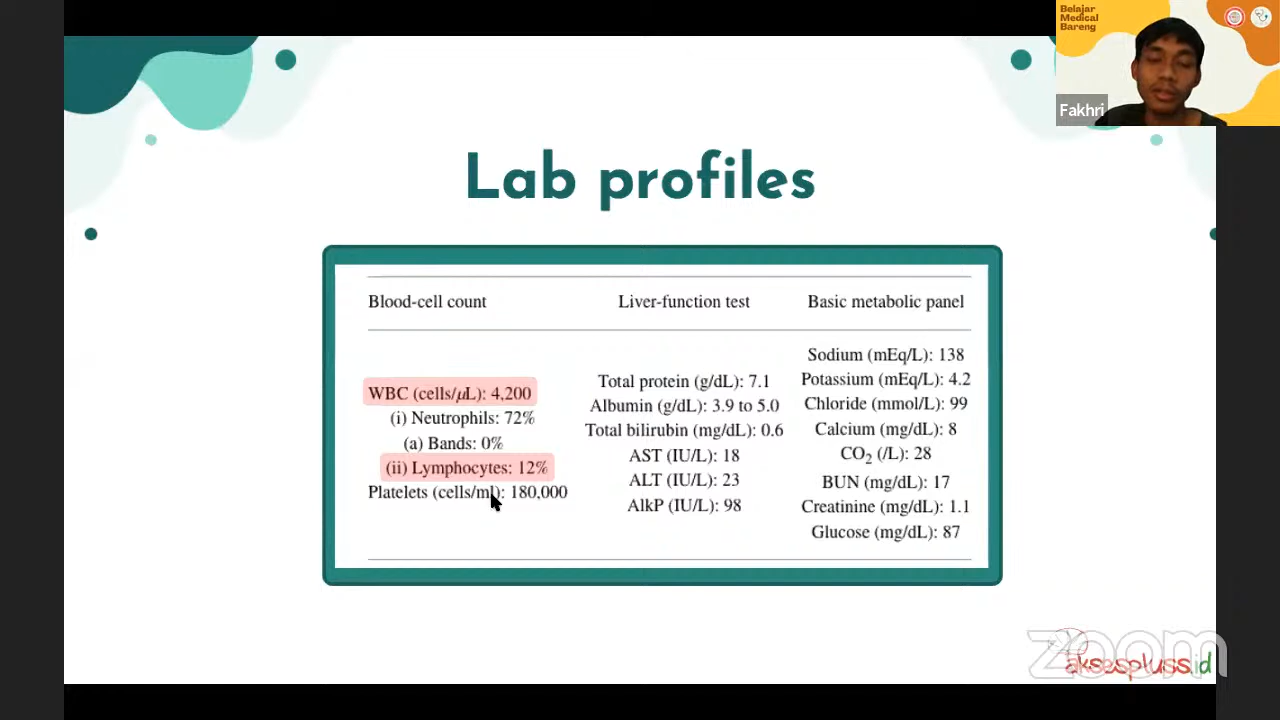 Belajar
Medical
Bareng
Fakhri
Lab profiles
Blood-cell count
Liver-function test
Basic metabolic panel
WBC (cells/μL): 4,200
(i) Neutrophils: 72%
(a) Bands: 0%
(ii) Lymphocytes: 12%
Platelets (cells/ml): 180,000
Total protein (g/dL): 7.1
Albumin (g/dL): 3.9 to 5.0
Total bilirubin (mg/dL): 0.6
AST (IU/L): 18
ALT (IU/L): 23
AlkP (IU/L): 98
Sodium (mEq/L): 138
Potassium (mEq/L): 4.2
Chloride (mmol/L): 99
Calcium (mg/dL): 8
CO₂ (/L): 28
BUN (mg/dL): 17
Creatinine (mg/dL): 1.1
Glucose (mg/dL): 87
zoom
aksespluss.id